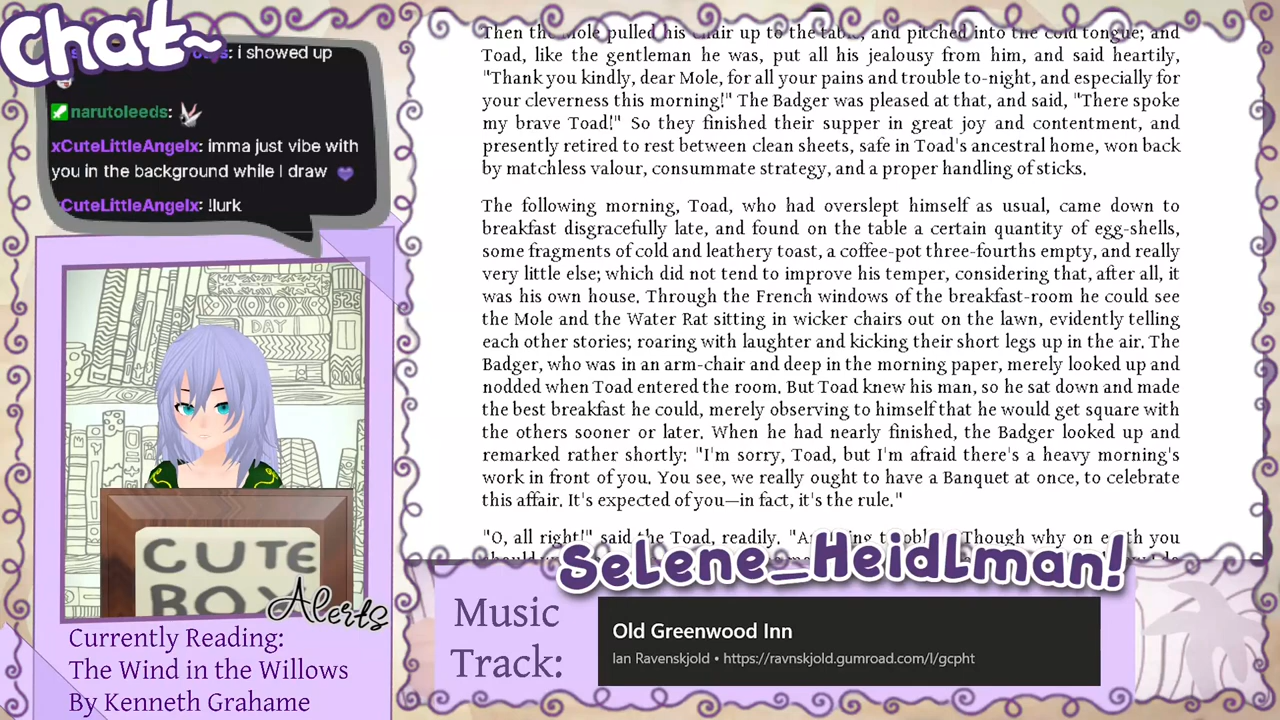 Chat~
i showed up
narutoleeds:
xCuteLittleAngelx: imma just vibe with
you in the background while I draw
CuteLittleAngelx: !lurk
DAY
CUTE
BOX
Alerts
Currently Reading:
The Wind in the Willows
By Kenneth Grahame
Then the Mole pulled his chair up to the table, and pitched into the cold tongue; and
Toad, like the gentleman he was, put all his jealousy from him, and said heartily,
"Thank you kindly, dear Mole, for all your pains and trouble to-night, and especially for
your cleverness this morning!" The Badger was pleased at that, and said, "There spoke
my brave Toad!" So they finished their supper in great joy and contentment, and
presently retired to rest between clean sheets, safe in Toad's ancestral home, won back
by matchless valour, consummate strategy, and a proper handling of sticks.
The following morning, Toad, who had overslept himself as usual, came down to
breakfast disgracefully late, and found on the table a certain quantity of egg-shells,
some fragments of cold and leathery toast, a coffee-pot three-fourths empty, and really
very little else; which did not tend to improve his temper, considering that, after all, it
was his own house. Through the French windows of the breakfast-room he could see
the Mole and the Water Rat sitting in wicker chairs out on the lawn, evidently telling
each other stories; roaring with laughter and kicking their short legs up in the air. The
Badger, who was in an arm-chair and deep in the morning paper, merely looked up and
nodded when Toad entered the room. But Toad knew his man, so he sat down and made
the best breakfast he could, merely observing to himself that he would get square with
the others sooner or later. When he had nearly finished, the Badger looked up and
remarked rather shortly: "I'm sorry, Toad, but I'm afraid there's a heavy morning's
work in front of you. You see, we really ought to have a Banquet at once, to celebrate
this affair. It's expected of you—in fact, it's the rule."
"O, all right!" said the Toad, readily. Though why on earth you
Selene_Heidlman!
Music
Track:
Old Greenwood Inn
Ian Ravenskjold • https://ravnskjold.gumroad.com/l/gcpht